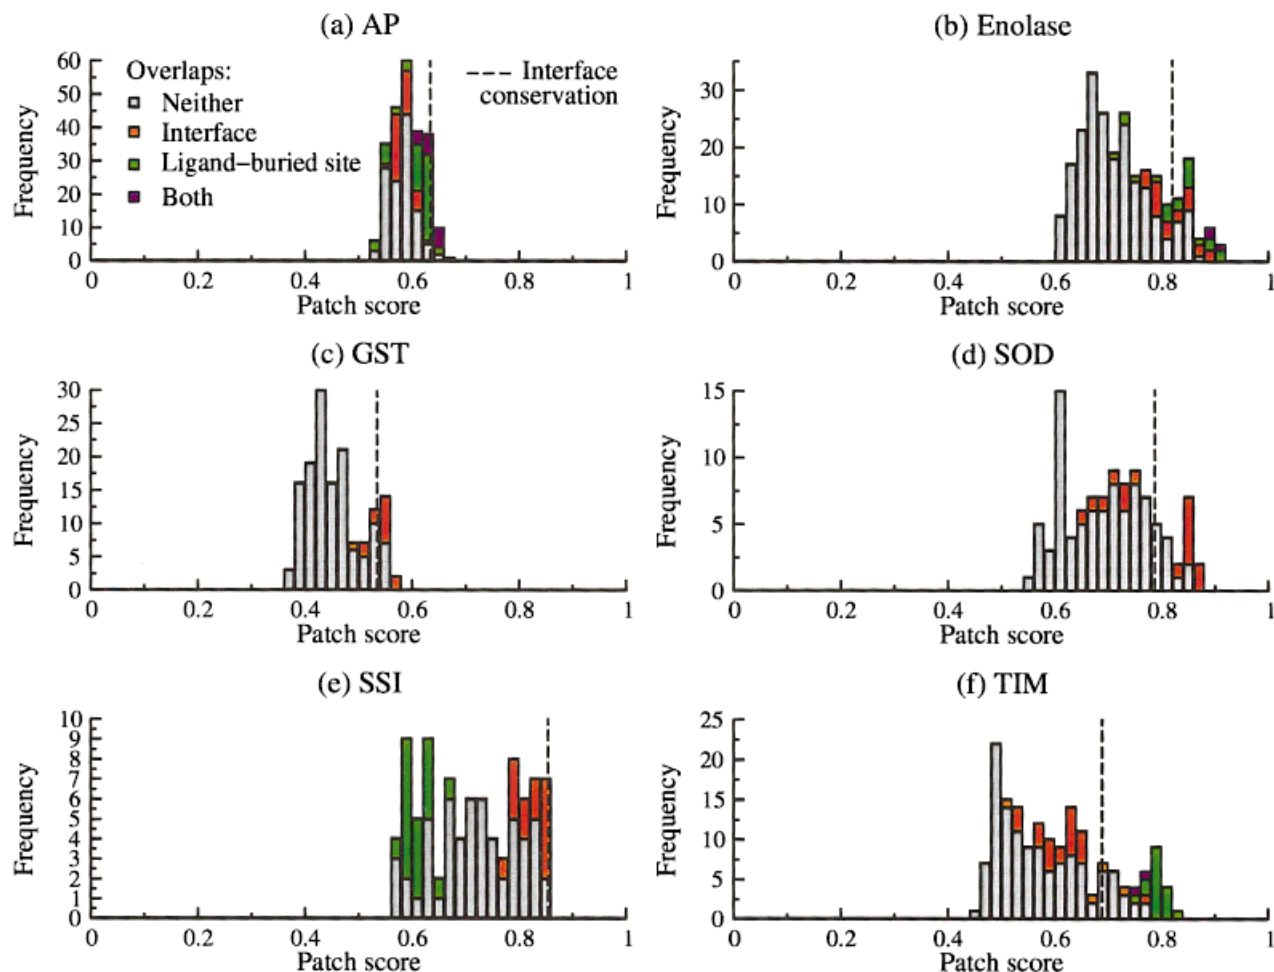 (a) AP
Frequency
60
50
40
30
20
10
0
Overlaps:
Neither
Interface
Ligand–buried site
Both
Interface
conservation
0 0.2 0.4 0.6 0.8 1
Patch score
(b) Enolase
Frequency
30
20
10
0
0 0.2 0.4 0.6 0.8 1
Patch score
(c) GST
Frequency
30
25
20
15
10
5
0
0 0.2 0.4 0.6 0.8 1
Patch score
(d) SOD
Frequency
15
10
5
0
0 0.2 0.4 0.6 0.8 1
Patch score
(e) SSI
Frequency
10
9
8
7
6
5
4
3
2
1
0
0 0.2 0.4 0.6 0.8 1
Patch score
(f) TIM
Frequency
25
20
15
10
5
0
0 0.2 0.4 0.6 0.8 1
Patch score